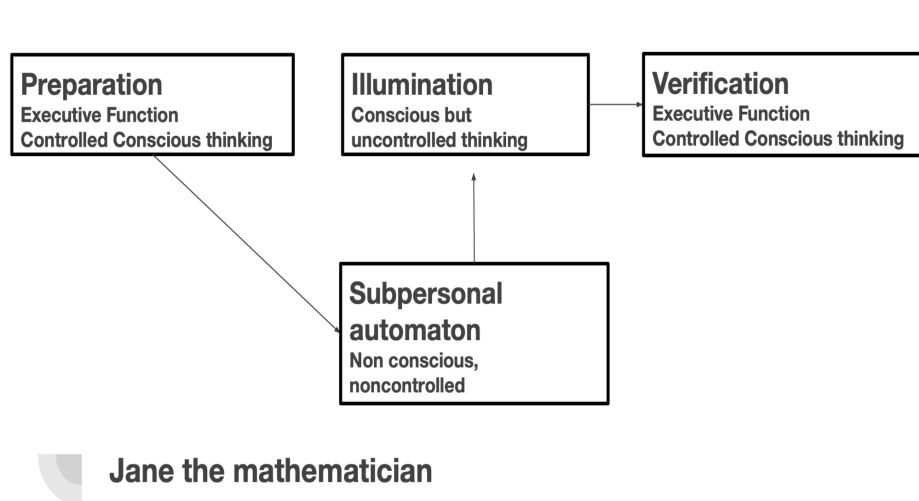 Preparation
Executive Function
Controlled Conscious thinking
Illumination
Conscious but
uncontrolled thinking
Verification
Executive Function
Controlled Conscious thinking
Subpersonal
automaton
Non conscious,
noncontrolled
Jane the mathematician